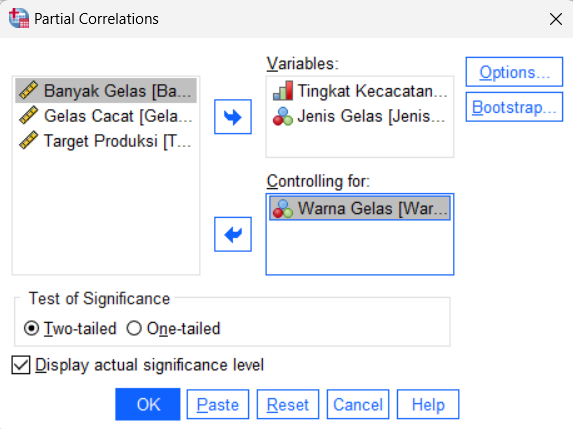 Partial Correlations
Variables:
Banyak Gelas [Ba...
Gelas Cacat [Gela...
Target Produksi [T...
Tingkat Kecacatan...
Jenis Gelas [Jenis...
Options...
Bootstrap...
Controlling for:
Warna Gelas [War...
Test of Significance
Two-tailed One-tailed
Display actual significance level
OK Paste Reset Cancel Help